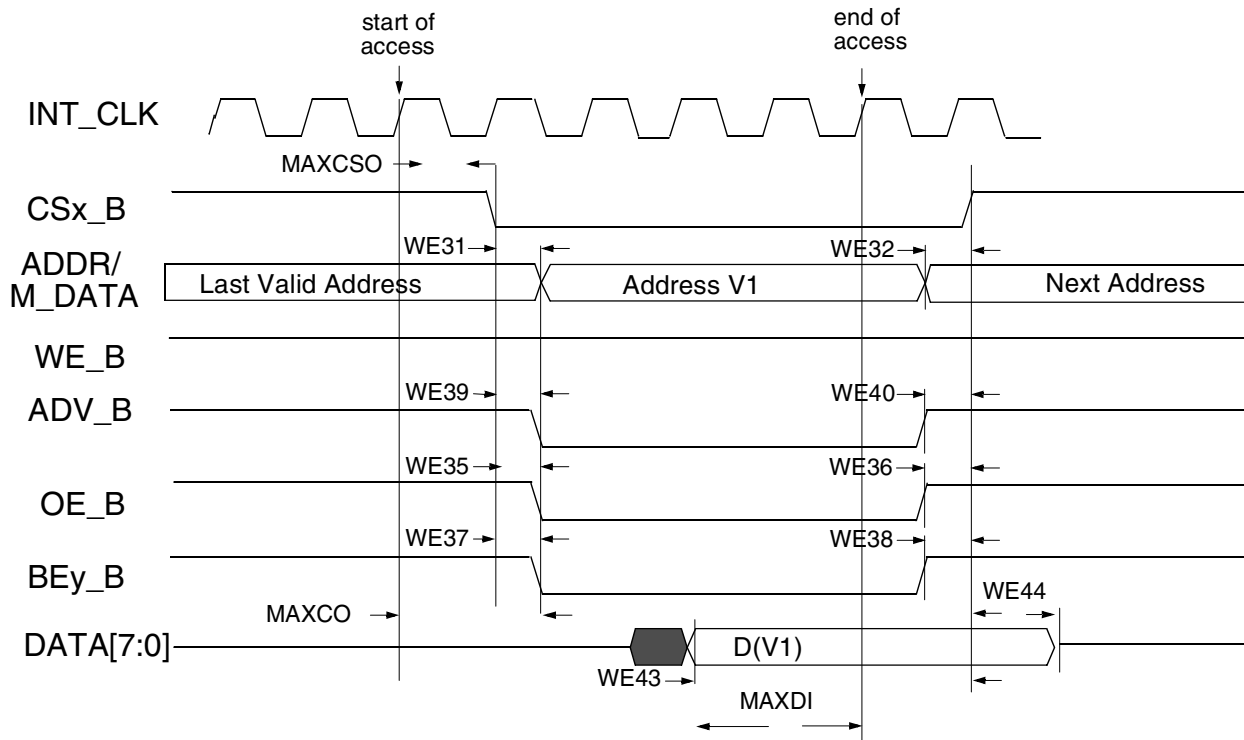 start of
access
end of
access
INT_CLK
MAXCSO
CSx_B
WE31
WE32
ADDR/
M_DATA
Last Valid Address
Address V1
Next Address
WE_B
WE39
WE40
ADV_B
WE35
WE36
OE_B
WE37
WE38
BEy_B
WE44
MAXCO
DATA[7:0]
D(V1)
WE43
MAXDI